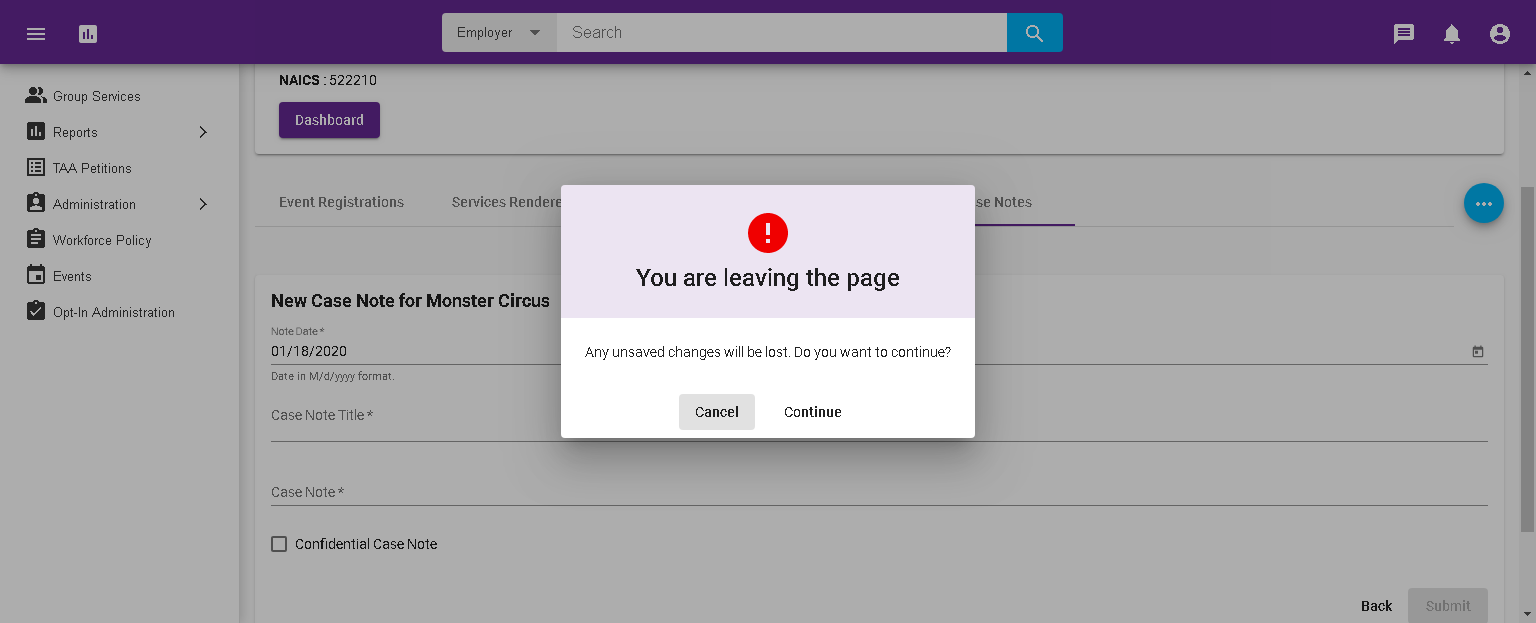 Employer
Search
Group Services
Reports
TAA Petitions
Administration
Workforce Policy
Events
Opt-In Administration
NAICS : 522210
Dashboard
Event Registrations
Services Rendere
se Notes
New Case Note for Monster Circus
Note Date *
01/18/2020
Date in M/d/yyyy format.
Case Note Title *
Case Note *
Confidential Case Note
Back
Submit
You are leaving the page
Any unsaved changes will be lost. Do you want to continue?
Cancel
Continue